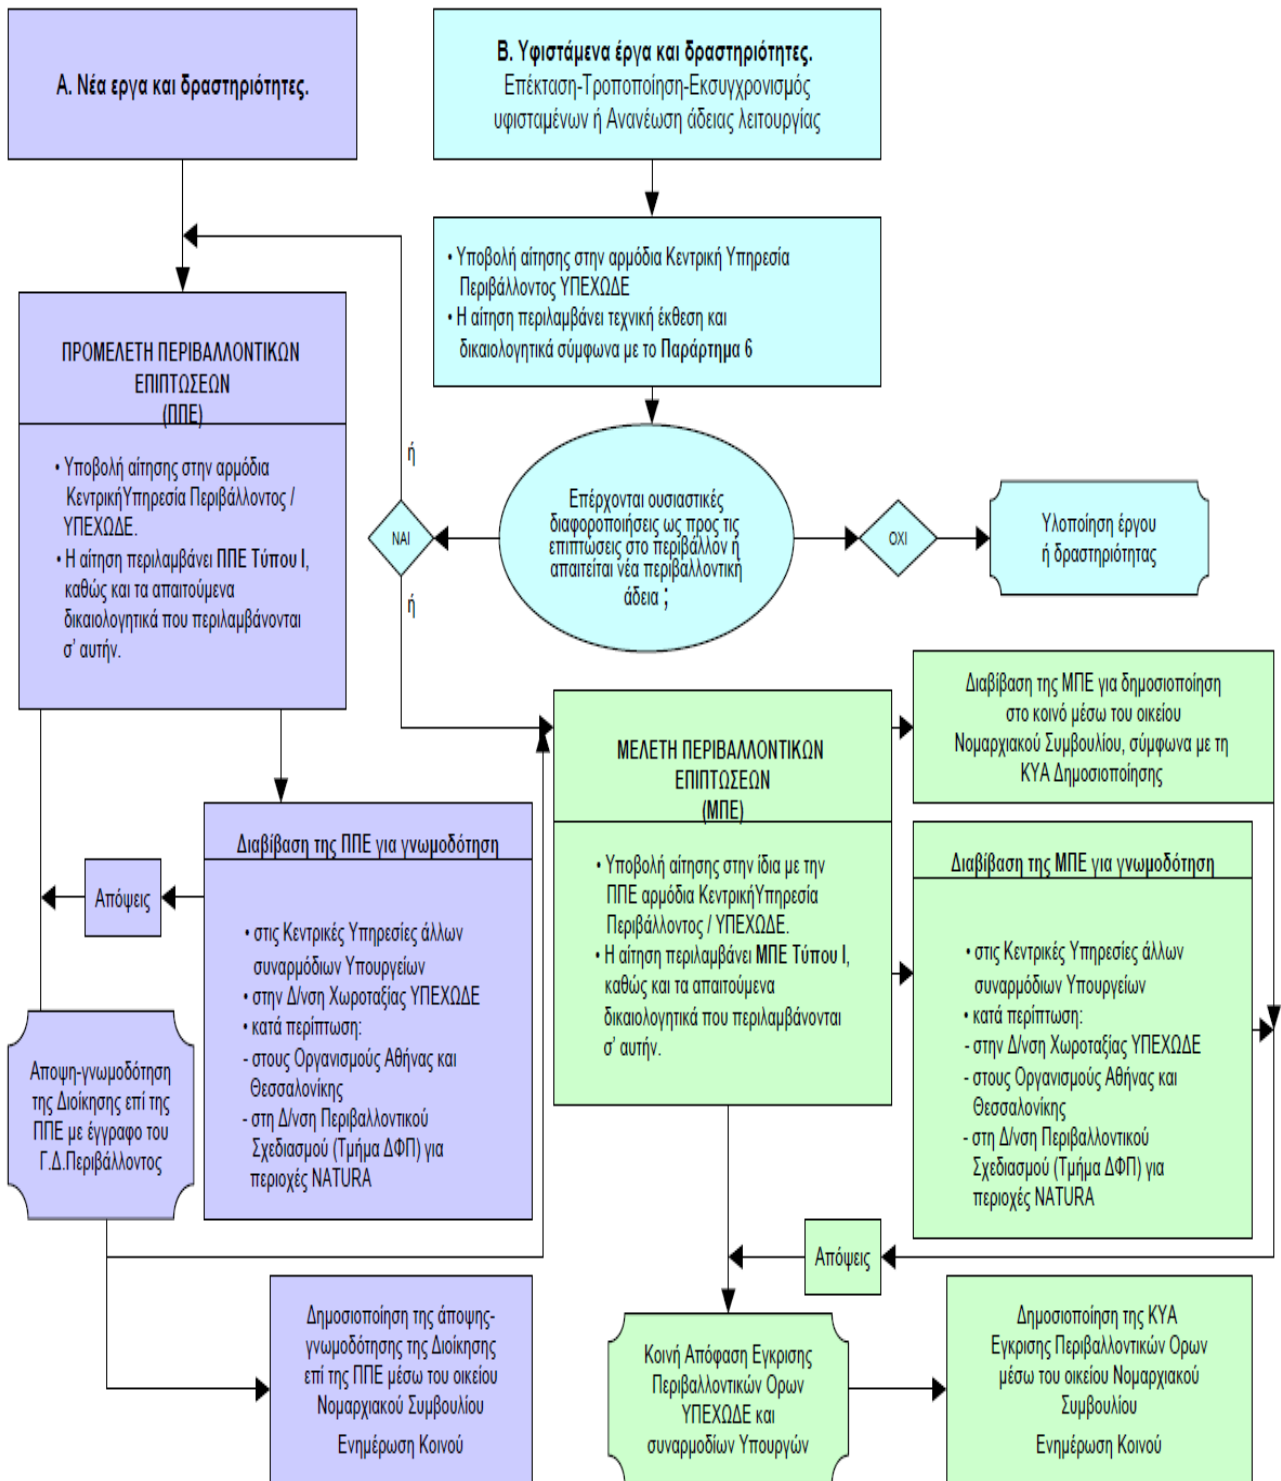 Α. Νέα εργα και δραστηριότητες.
Β. Υφιστάμενα έργα και δραστηριότητες.
Επέκταση-Τροποποίηση-Εκσυγχρονισμός
υφισταμένων ή Ανανέωση άδειας λειτουργίας
• Υποβολή αίτησης στην αρμόδια Κεντρική Υπηρεσία
Περιβάλλοντος ΥΠΕΧΩΔΕ
• Η αίτηση περιλαμβάνει τεχνική έκθεση και
δικαιολογητικά σύμφωνα με το Παράρτημα 6
ΠΡΟΜΕΛΕΤΗ ΠΕΡΙΒΑΛΛΟΝΤΙΚΩΝ
ΕΠΙΠΤΩΣΕΩΝ
(ΠΠΕ)
• Υποβολή αίτησης στην αρμόδια
ΚεντρικήΥπηρεσία Περιβάλλοντος /
ΥΠΕΧΩΔΕ.
• Η αίτηση περιλαμβάνει ΠΠΕ Τύπου Ι,
καθώς και τα απαιτούμενα
δικαιολογητικά που περιλαμβάνονται
σ' αυτήν.
ή
ΝΑΙ
ή
Επέρχονται ουσιαστικές
διαφοροποιήσεις ως προς τις
επιπτώσεις στο περιβάλλον ή
απαιτείται νέα περιβαλλοντική
άδεια ;
ΟΧΙ
Υλοποίηση έργου
ή δραστηριότητας
Διαβίβαση της ΜΠΕ για δημοσιοποίηση
στο κοινό μέσω του οικείου
Νομαρχιακού Συμβουλίου, σύμφωνα με τη
ΚΥΑ Δημοσιοποίησης
ΜΕΛΕΤΗ ΠΕΡΙΒΑΛΛΟΝΤΙΚΩΝ
ΕΠΙΠΤΩΣΕΩΝ
(ΜΠΕ)
• Υποβολή αίτησης στην ίδια με την
ΠΠΕ αρμόδια ΚεντρικήΥπηρεσία
Περιβάλλοντος / ΥΠΕΧΩΔΕ.
• Η αίτηση περιλαμβάνει ΜΠΕ Τύπου Ι,
καθώς και τα απαιτούμενα
δικαιολογητικά που περιλαμβάνονται
σ' αυτήν.
Διαβίβαση της ΠΠΕ για γνωμοδότηση
• στις Κεντρικές Υπηρεσίες άλλων
συναρμόδιων Υπουργείων
• στην Δ/νση Χωροταξίας ΥΠΕΧΩΔΕ
• κατά περίπτωση:
- στους Οργανισμούς Αθήνας και
Θεσσαλονίκης
- στη Δ/νση Περιβαλλοντικού
Σχεδιασμού (Τμήμα ΔΦΠ) για
περιοχές NATURA
Απόψεις
Διαβίβαση της ΜΠΕ για γνωμοδότηση
• στις Κεντρικές Υπηρεσίες άλλων
συναρμόδιων Υπουργείων
• κατά περίπτωση:
- στην Δ/νση Χωροταξίας ΥΠΕΧΩΔΕ
- στους Οργανισμούς Αθήνας και
Θεσσαλονίκης
- στη Δ/νση Περιβαλλοντικού
Σχεδιασμού (Τμήμα ΔΦΠ) για
περιοχές NATURA
Αποψη-γνωμοδότηση
της Διοίκησης επί της
ΠΠΕ με έγγραφο του
Γ.Δ.Περιβάλλοντος
Απόψεις
Δημοσιοποίηση της άποψης-
γνωμοδότησης της Διοίκησης
επί της ΠΠΕ μέσω του οικείου
Νομαρχιακού Συμβουλίου
Ενημέρωση Κοινού
Κοινή Απόφαση Εγκρισης
Περιβαλλοντικών Ορων
ΥΠΕΧΩΔΕ και
συναρμοδίων Υπουργών
Δημοσιοποίηση της ΚΥΑ
Εγκρισης Περιβαλλοντικών Ορων
μέσω του οικείου Νομαρχιακού
Συμβουλίου
Ενημέρωση Κοινού